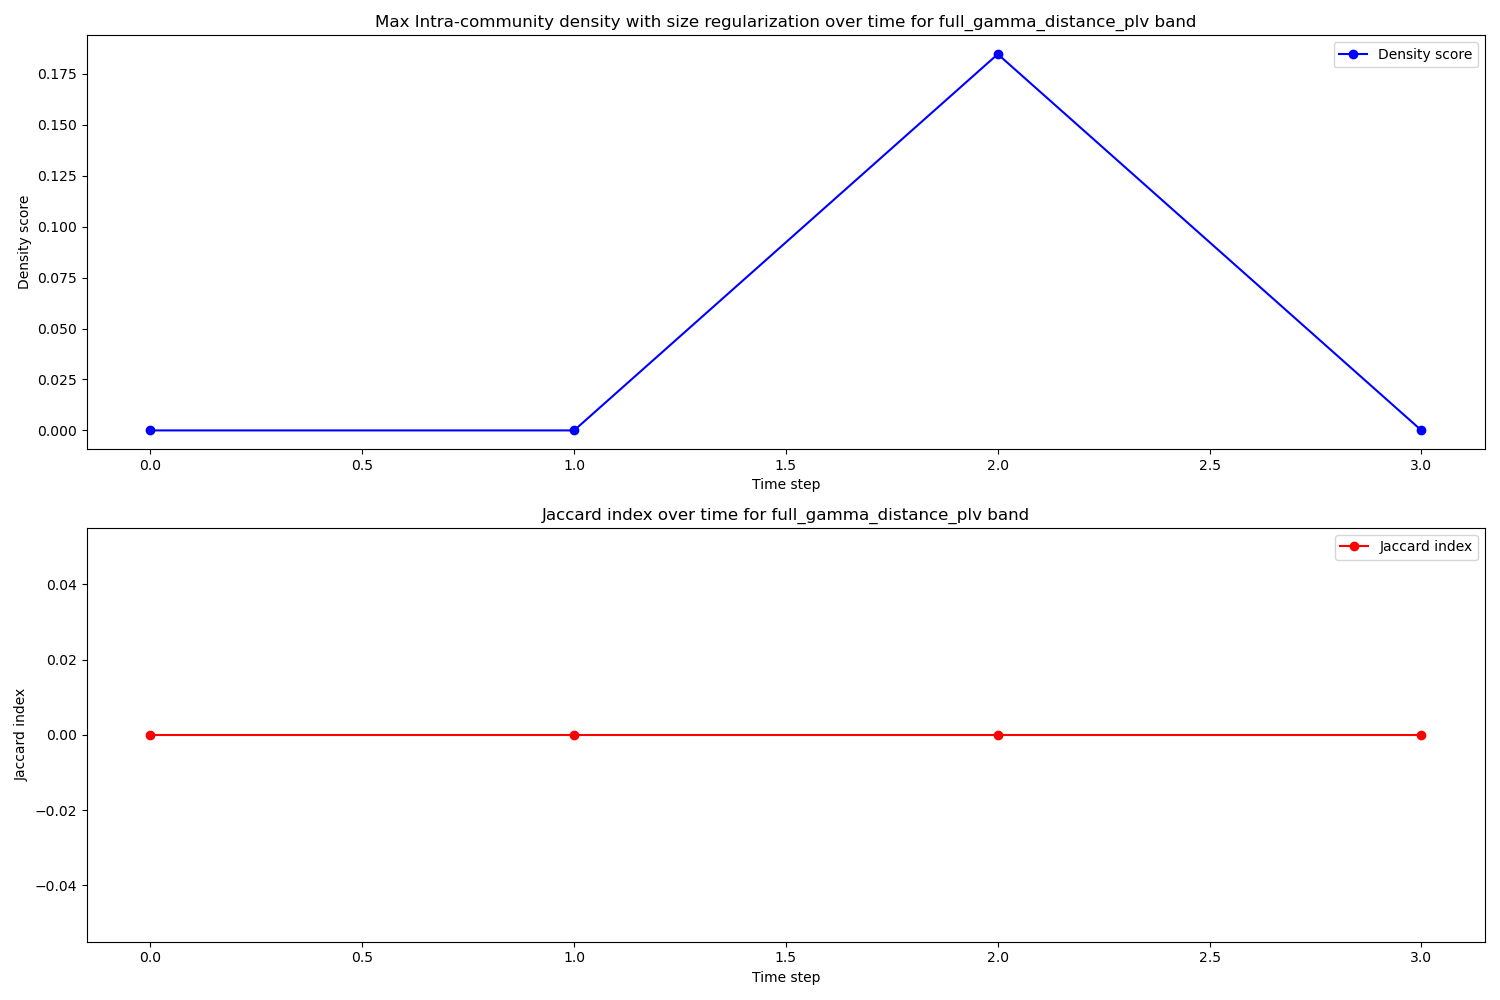 Max Intra-community density with size regularization over time for full_gamma_distance_plv band
Density score
0.175
0.150
0.125
0.100
0.075
0.050
0.025
0.000
Density score
0.0 0.5 1.0 1.5 2.0 2.5 3.0
Time step
Jaccard index over time for full_gamma_distance_plv band
Jaccard index
0.04
0.02
0.00
−0.02
−0.04
Jaccard index
0.0 0.5 1.0 1.5 2.0 2.5 3.0
Time step